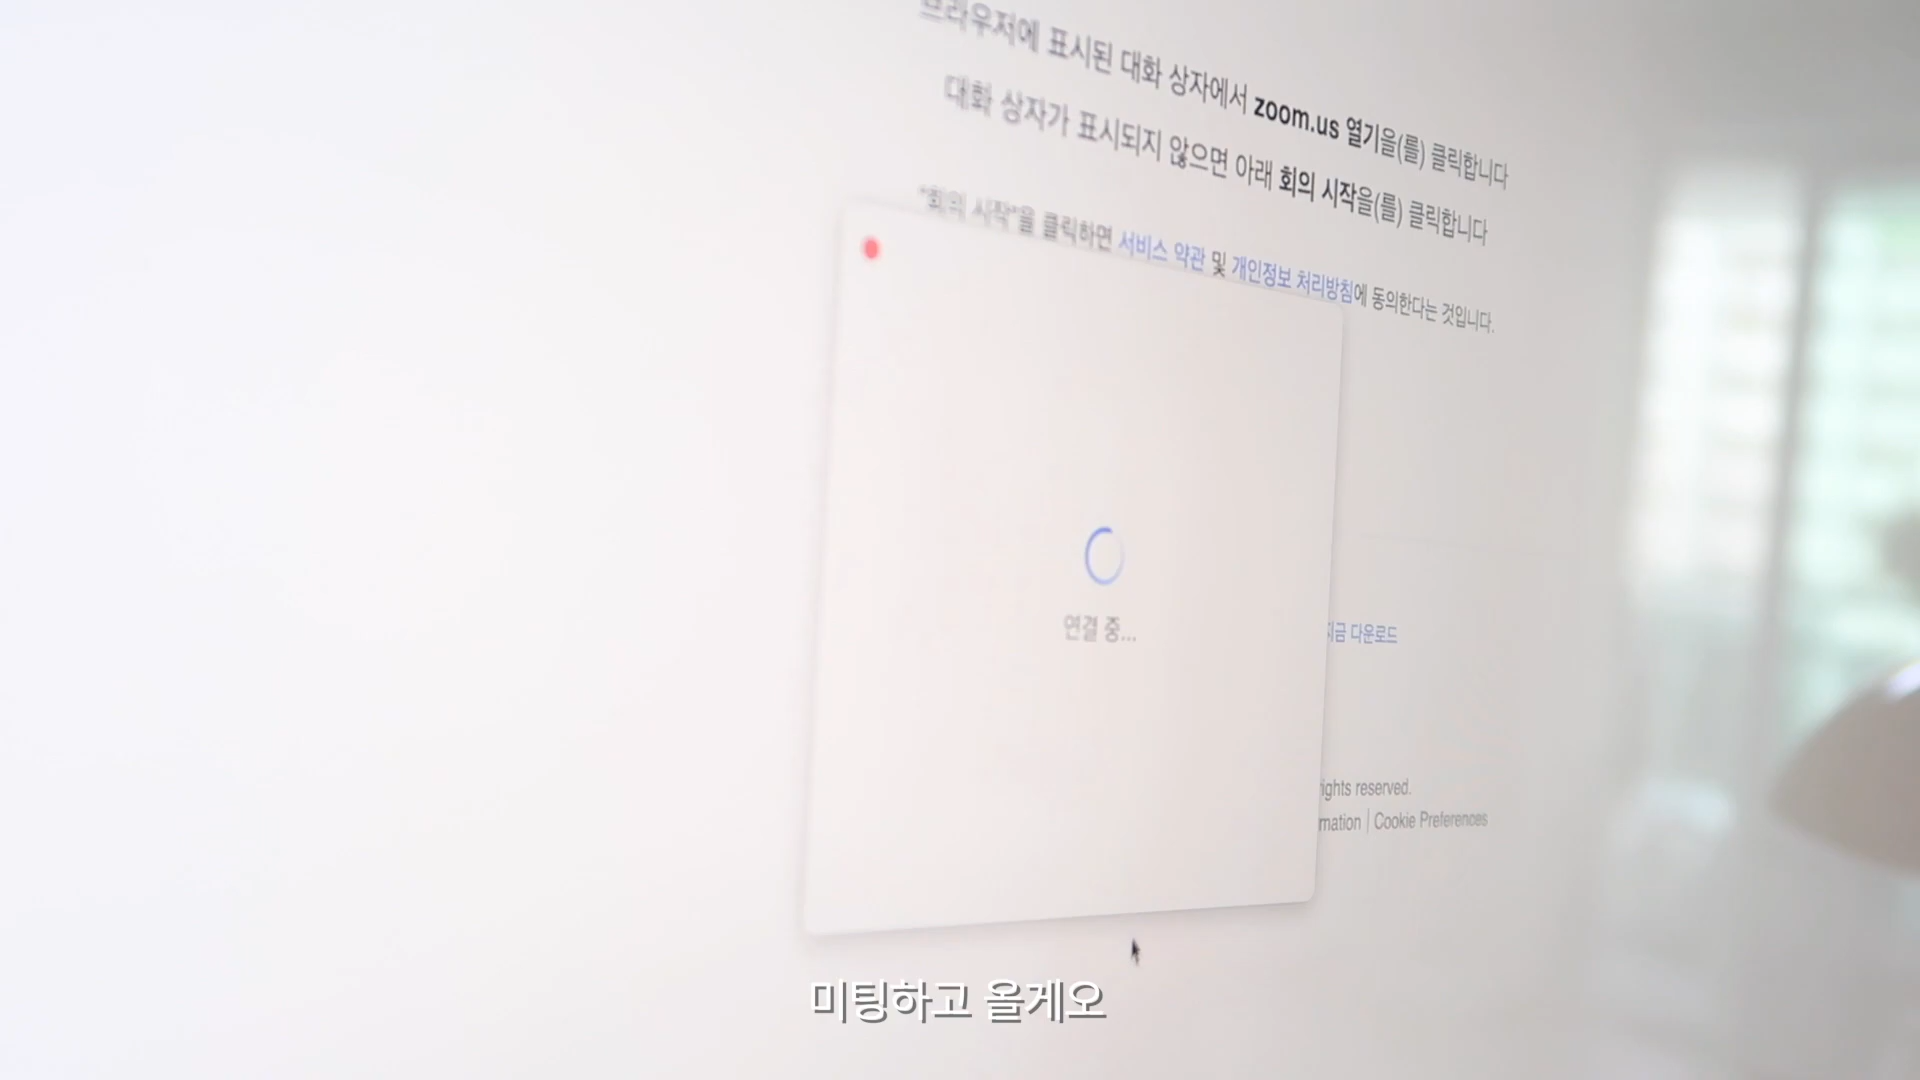 브라우저에 표시된 대화 상자에서 zoom.us 열기을(를) 클릭합니다
대화 상자가 표시되지 않으면 아래 회의 시작을(를) 클릭합니다
"회의 시작"을 클릭하면 서비스 약관 및 개인정보 처리방침에 동의한다는 것입니다.
연결 중...
지금 다운로드
rights reserved.
mation | Cookie Preferences
미팅하고 올게오